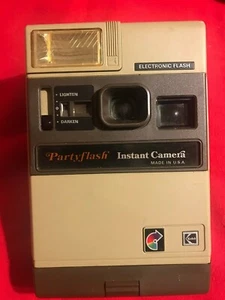 ELECTRONIC FLASH
LIGHTEN
DARKEN
Partyflash Instant Camera
MADE IN U.S.A.